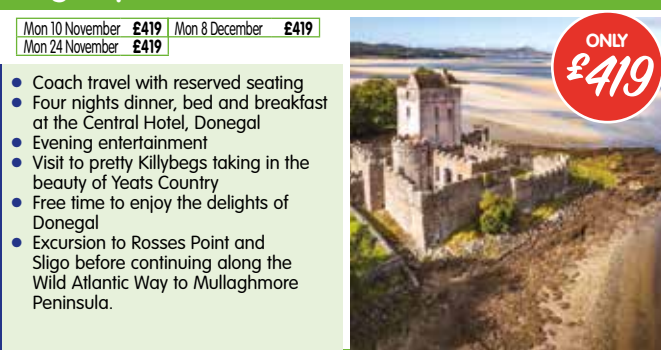 Mon 10 November £419 Mon 8 December £419
Mon 24 November £419
ONLY
£419
• Coach travel with reserved seating
• Four nights dinner, bed and breakfast
at the Central Hotel, Donegal
• Evening entertainment
• Visit to pretty Killybegs taking in the
beauty of Yeats Country
• Free time to enjoy the delights of
Donegal
• Excursion to Rosses Point and
Sligo before continuing along the
Wild Atlantic Way to Mullaghmore
Peninsula.